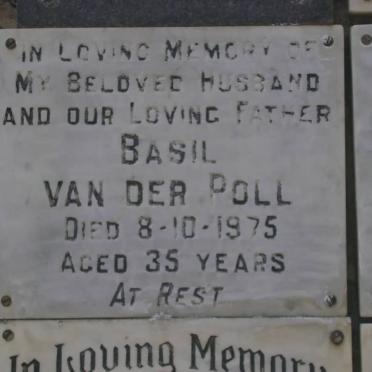 In Loving Memory of
My Beloved Husband
and our Loving Father
Basil
van der Poll
Died 8-10-1975
Aged 35 years
At Rest
In Loving Memory